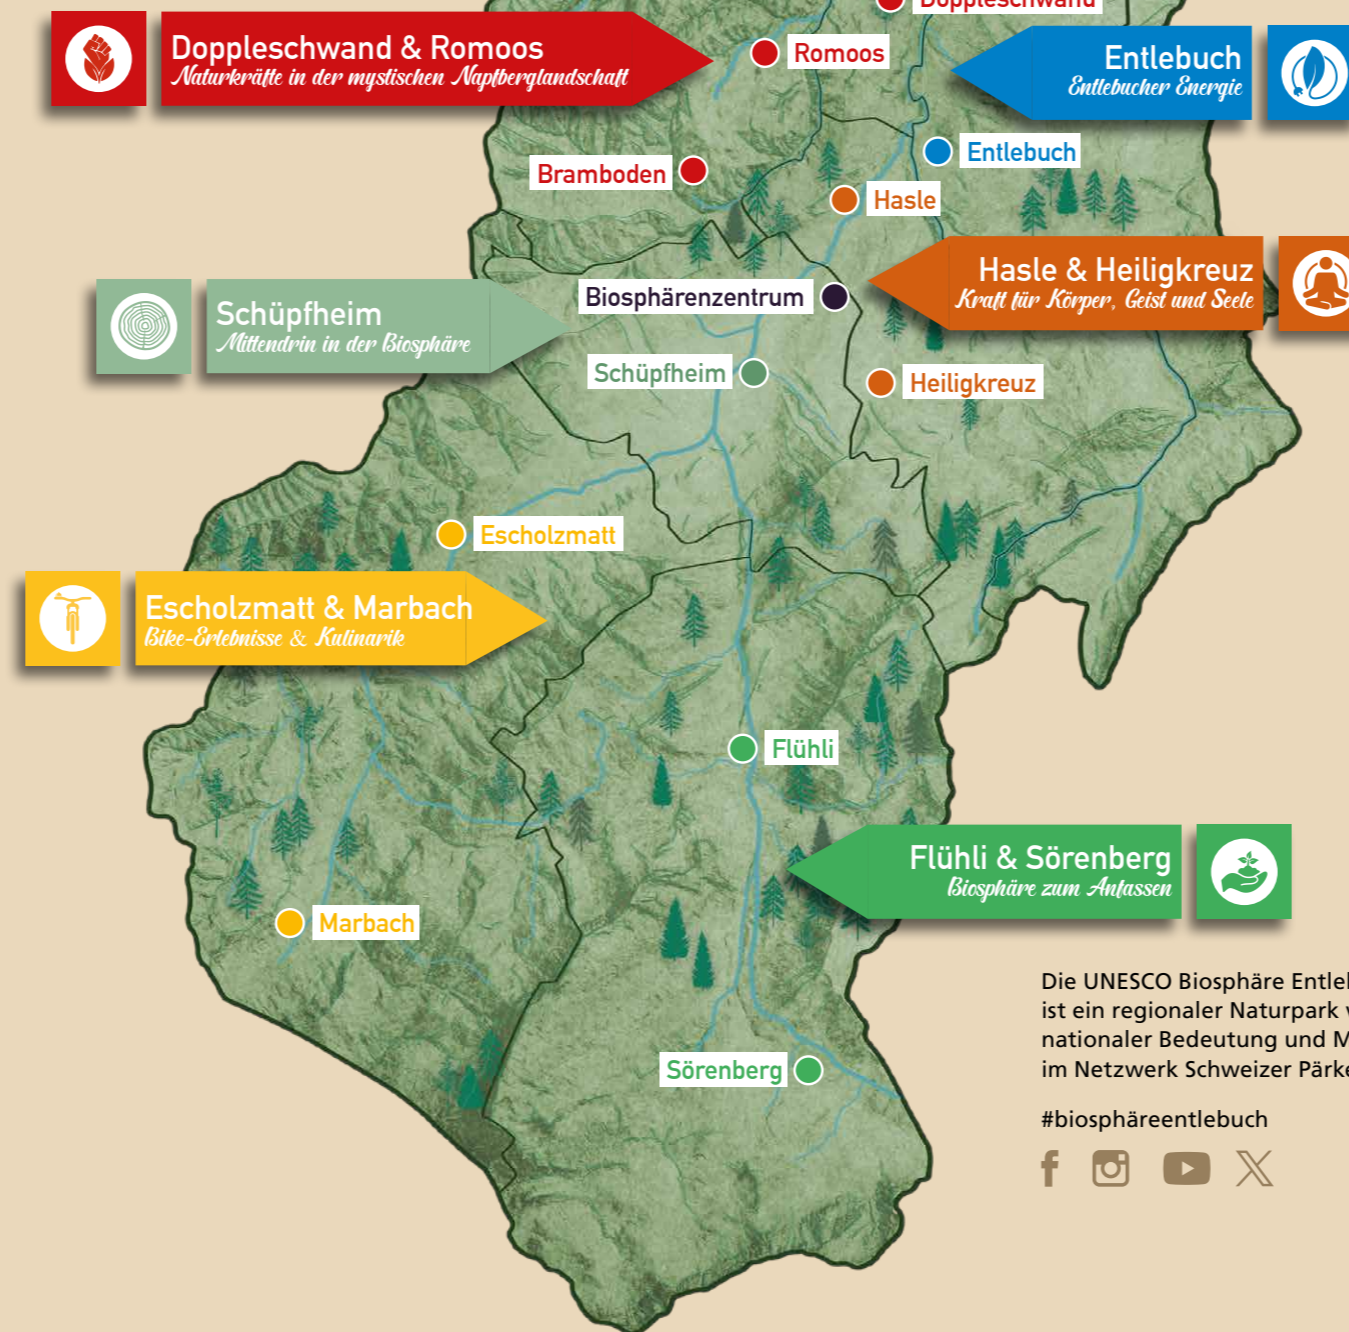 Doppleschwand
Doppleschwand & Romoos
Naturkräfte in der mystischen Napfberglandschaft
Romoos
Entlebuch
Entlebucher Energie
Entlebuch
Bramboden
Hasle
Hasle & Heiligkreuz
Kraft für Körper, Geist und Seele
Biosphärenzentrum
Schüpfheim
Mittendrin in der Biosphäre
Schüpfheim
Heiligkreuz
Escholzmatt
Escholzmatt & Marbach
Bike-Erlebnisse & Kulinarik
Flühli
Flühli & Sörenberg
Biosphäre zum Anfassen
Marbach
Die UNESCO Biosphäre
ist ein regionaler Naturpark
nationaler Bedeutung und
im Netzwerk Schweizer Pärke
Sörenberg
#biosphäreentlebuch